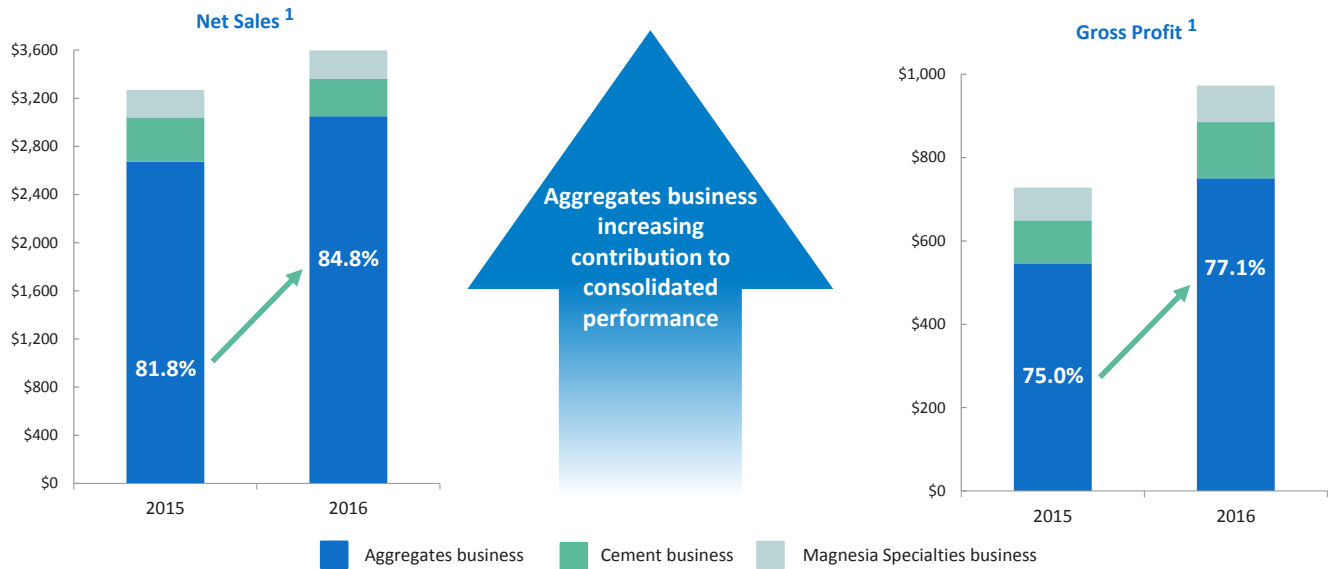 Net Sales 1
$3,600
$3,200
$2,800
$2,400
$2,000
$1,600
$1,200
$800
$400
$0
81.8%
84.8%
2015
2016
Aggregates business
increasing
contribution to
consolidated
performance
Gross Profit 1
$1,000
$800
$600
$400
$200
$0
75.0%
77.1%
2015
2016
Aggregates business
Cement business
Magnesia Specialties business